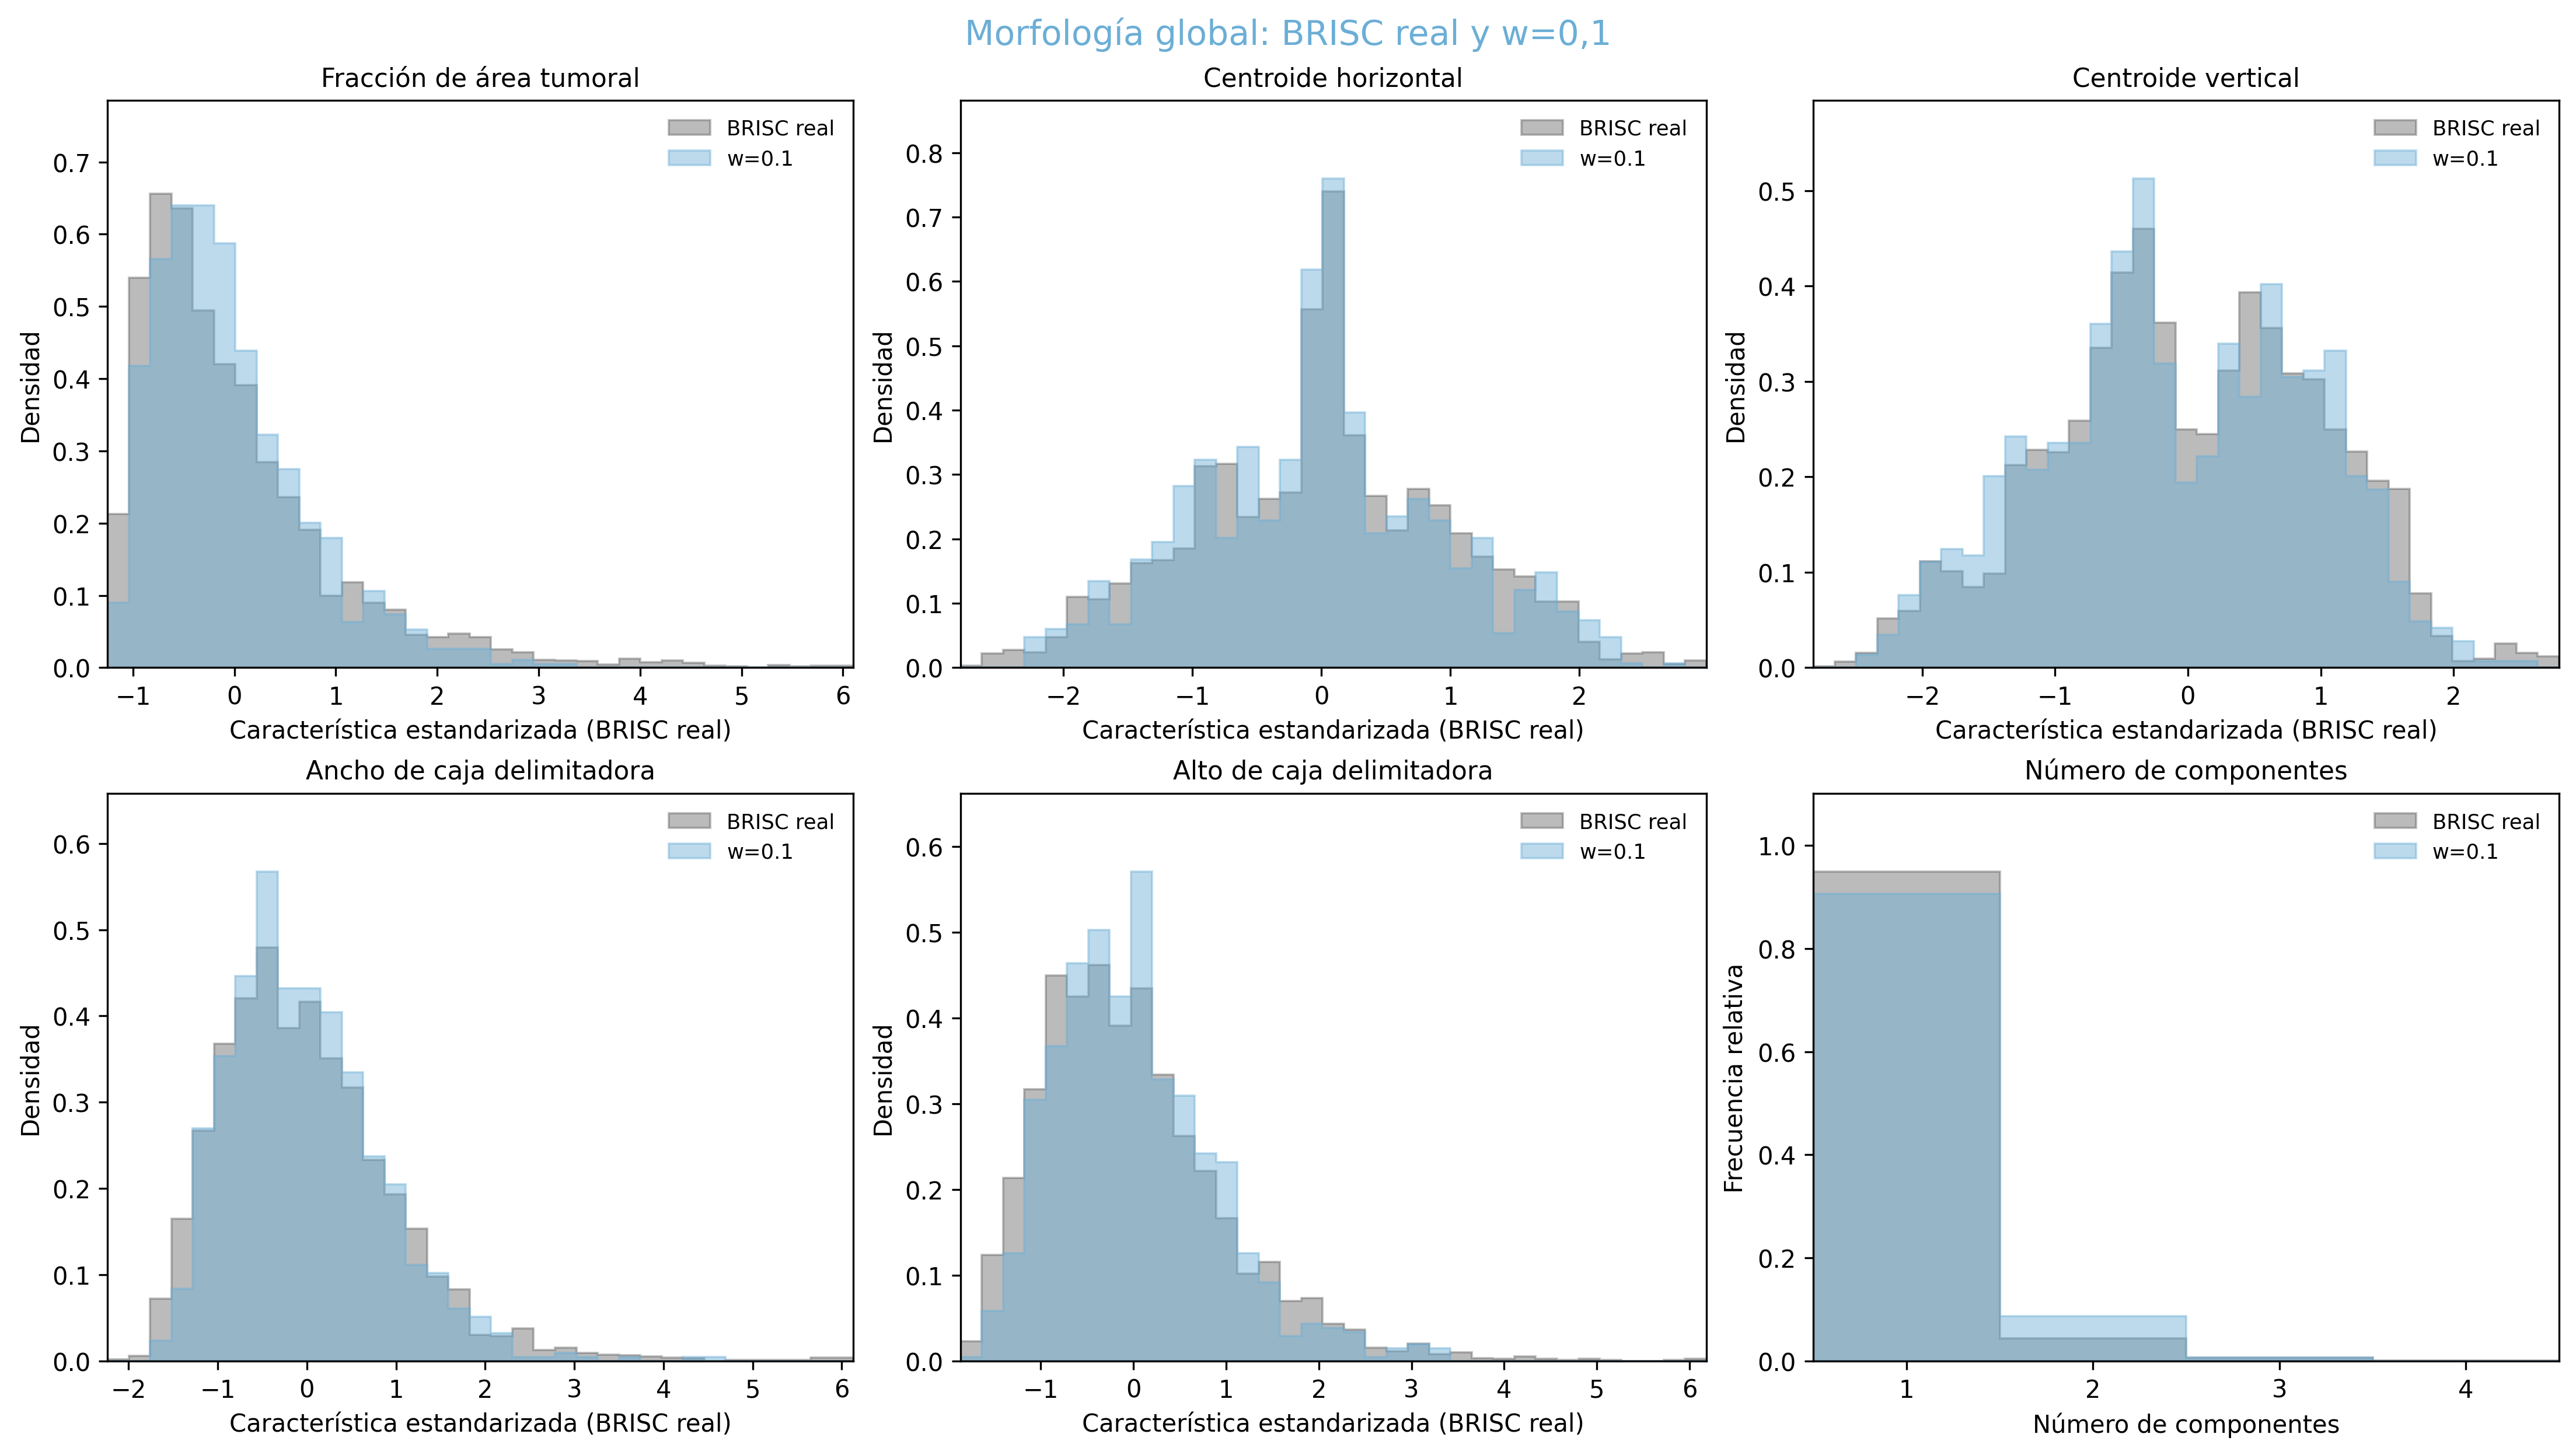 Morfología global: BRISC real y w=0,1
Fracción de área tumoral
BRISC real
w=0.1
Densidad
0.7
0.6
0.5
0.4
0.3
0.2
0.1
0.0
−1 0 1 2 3 4 5 6
Característica estandarizada (BRISC real)
Centroide horizontal
BRISC real
w=0.1
Densidad
0.8
0.7
0.6
0.5
0.4
0.3
0.2
0.1
0.0
−2 −1 0 1 2
Característica estandarizada (BRISC real)
Centroide vertical
BRISC real
w=0.1
Densidad
0.5
0.4
0.3
0.2
0.1
0.0
−2 −1 0 1 2
Característica estandarizada (BRISC real)
Ancho de caja delimitadora
BRISC real
w=0.1
Densidad
0.6
0.5
0.4
0.3
0.2
0.1
0.0
−2 −1 0 1 2 3 4 5 6
Característica estandarizada (BRISC real)
Alto de caja delimitadora
BRISC real
w=0.1
Densidad
0.6
0.5
0.4
0.3
0.2
0.1
0.0
−1 0 1 2 3 4 5 6
Característica estandarizada (BRISC real)
Número de componentes
BRISC real
w=0.1
Frecuencia relativa
1.0
0.8
0.6
0.4
0.2
0.0
1 2 3 4
Número de componentes